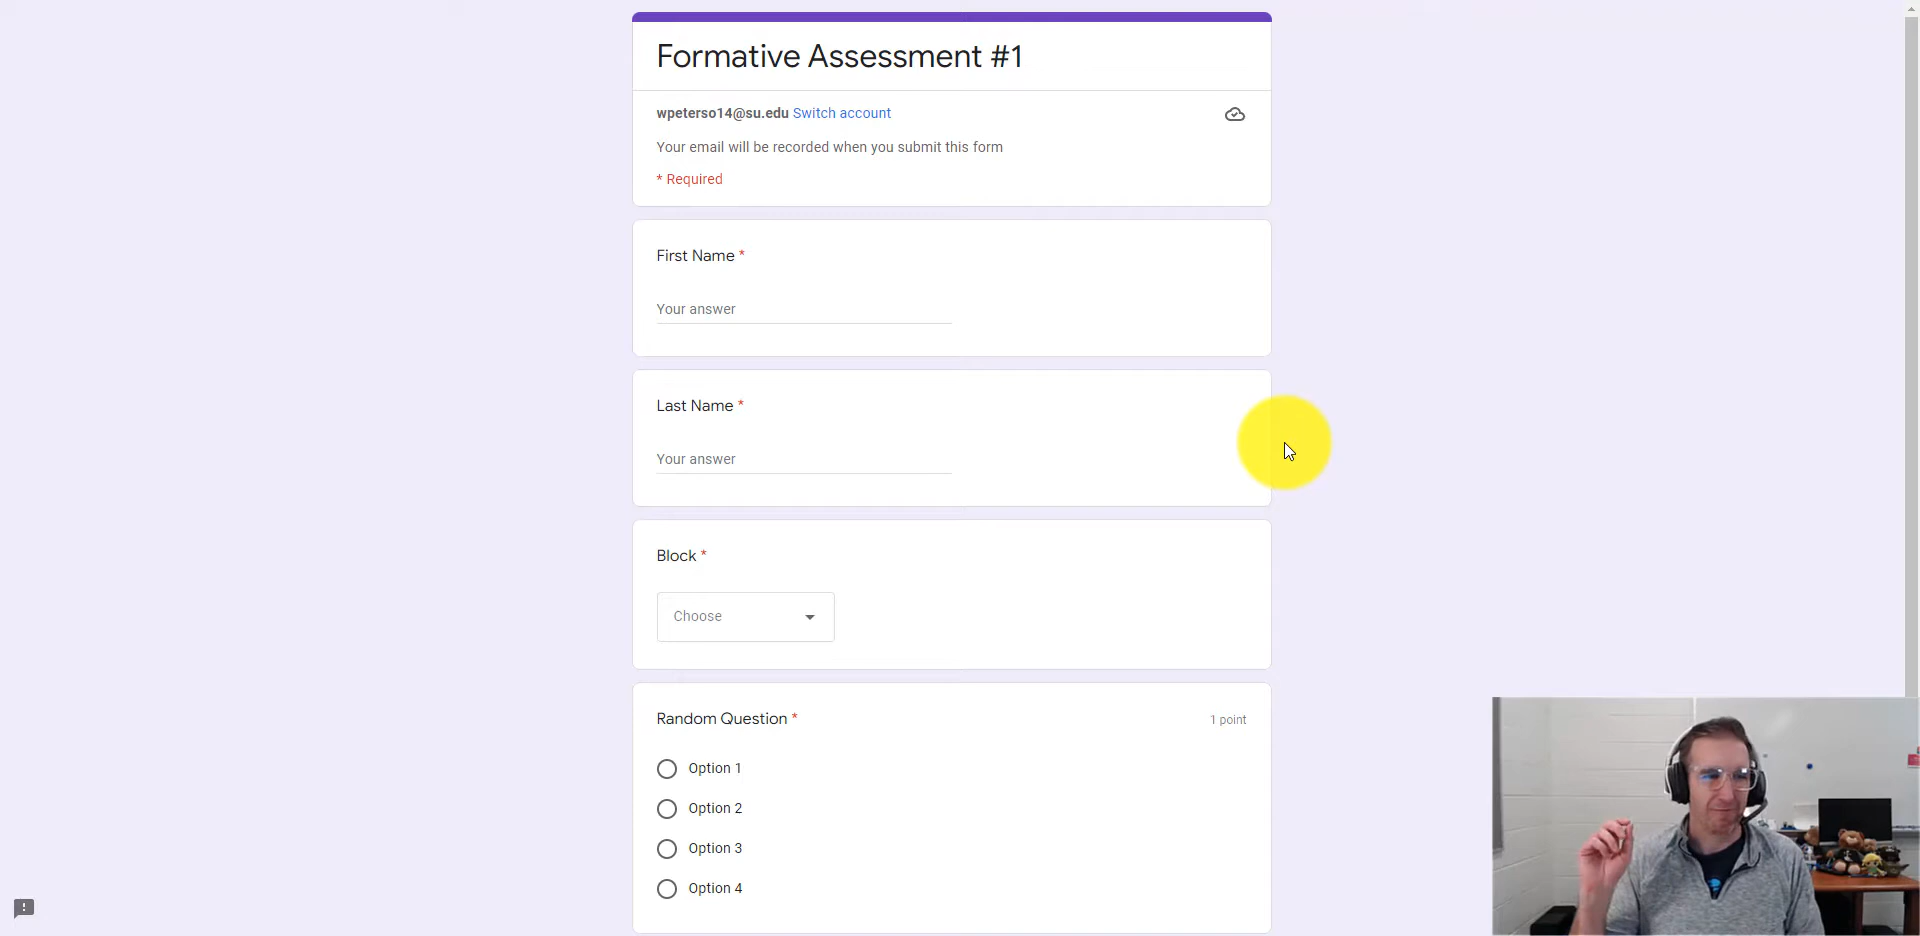 Formative Assessment #1
wpeterso14@su.edu Switch account
Your email will be recorded when you submit this form
* Required
First Name *
Your answer
Last Name *
Your answer
Block *
Choose
Random Question *
1 point
Option 1
Option 2
Option 3
Option 4